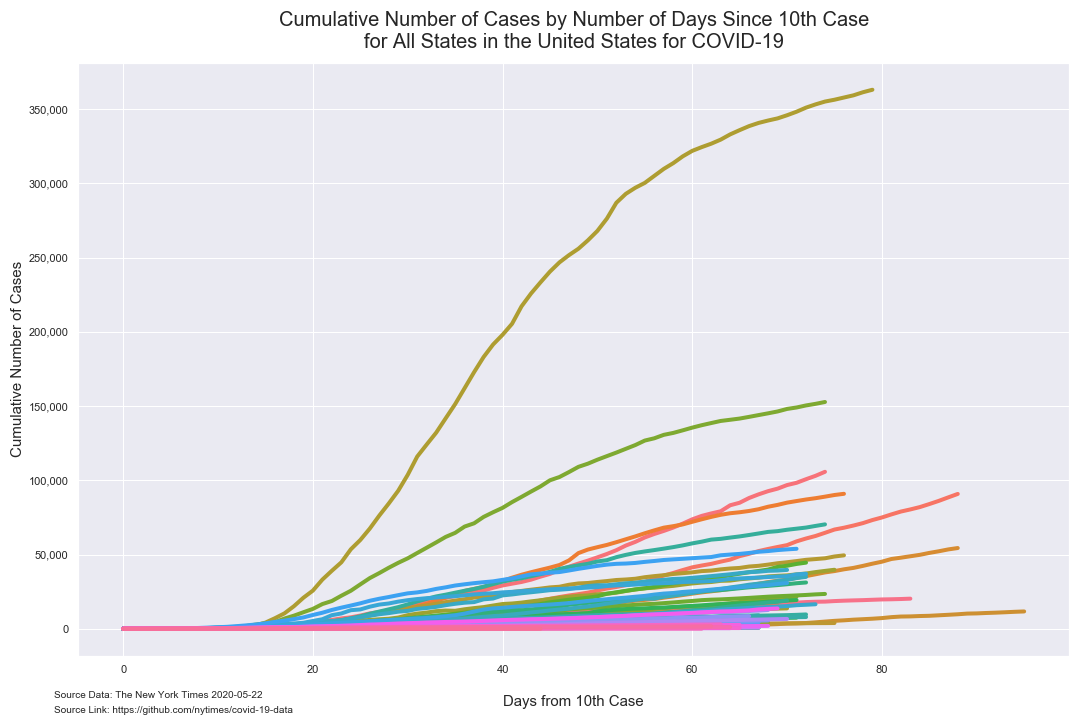 Cumulative Number of Cases by Number of Days Since 10th Case
for All States in the United States for COVID-19
Cumulative Number of Cases
350,000
300,000
250,000
200,000
150,000
100,000
50,000
0
0 20 40 60 80
Days from 10th Case
Source Data: The New York Times 2020-05-22
Source Link: https://github.com/nytimes/covid-19-data